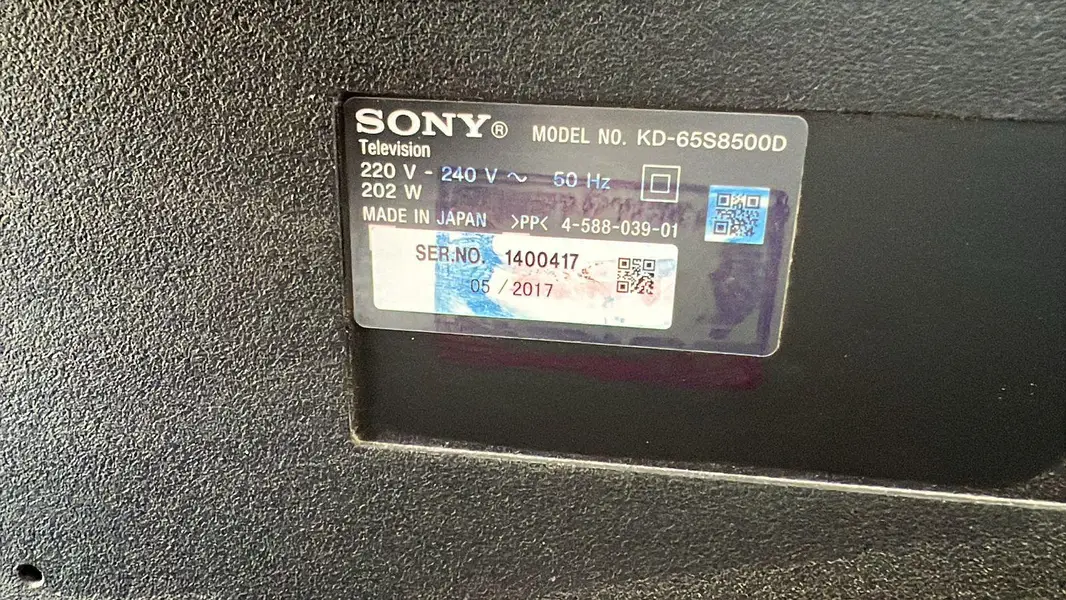 SONY® MODEL NO. KD-65S8500D
Television
220 V - 240 V ~ 50 Hz
202 W
MADE IN JAPAN >PP< 4-588-039-01
SER.NO. 1400417
05 / 2017